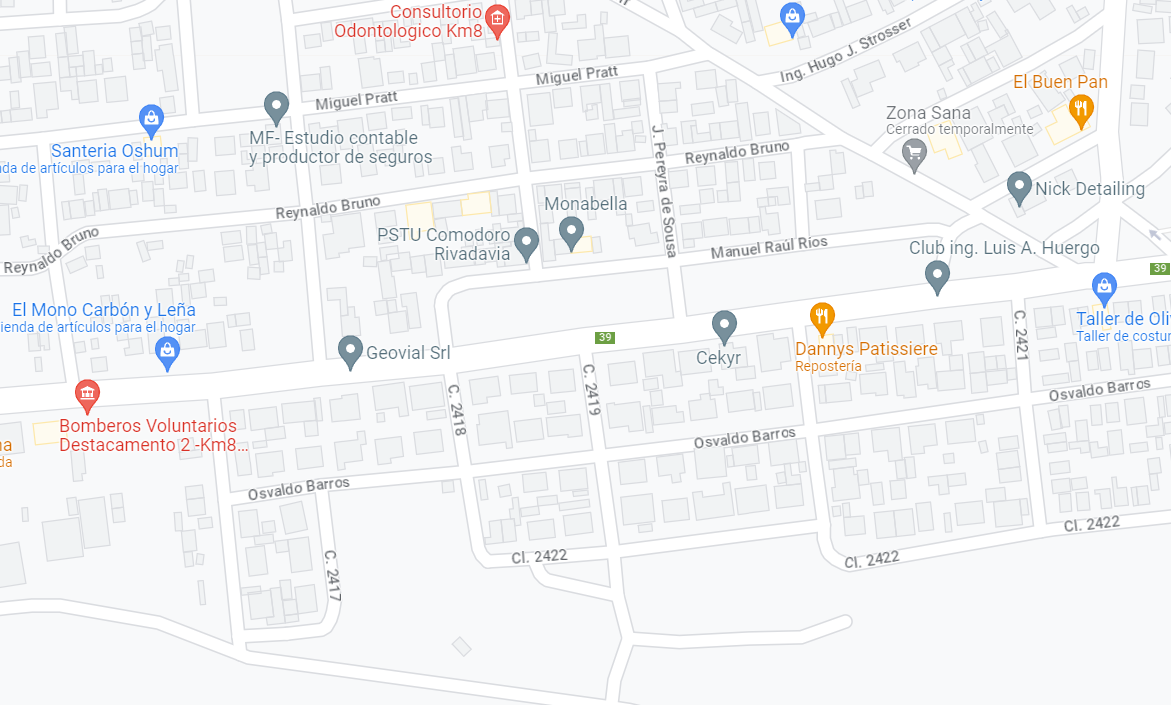 Consultorio
Odontologico Km8
Ing. Hugo J. Strosser
Miguel Pratt
Miguel Pratt
El Buen Pan
Zona Sana
Cerrado temporalmente
Santeria Oshum
nda de artículos para el hogar
MF- Estudio contable
y productor de seguros
J. Pereyra de Sousa
Reynaldo Bruno
Nick Detailing
Reynaldo Bruno
Monabella
PSTU Comodoro
Rivadavia
Reynaldo Bruno
Manuel Raúl Rios
Club ing. Luis A. Huergo
39
El Mono Carbón y Leña
ienda de artículos para el hogar
Taller de Oli
Taller de costur
C. 2421
39
Geovial Srl
Cekyr
Dannys Patissiere
Repostería
C. 2419
C. 2418
Osvaldo Barros
Bomberos Voluntarios
Destacamento 2 -Km8...
na
da
Osvaldo Barros
Osvaldo Barros
Cl. 2422
Cl. 2422
Cl. 2422
C. 2417